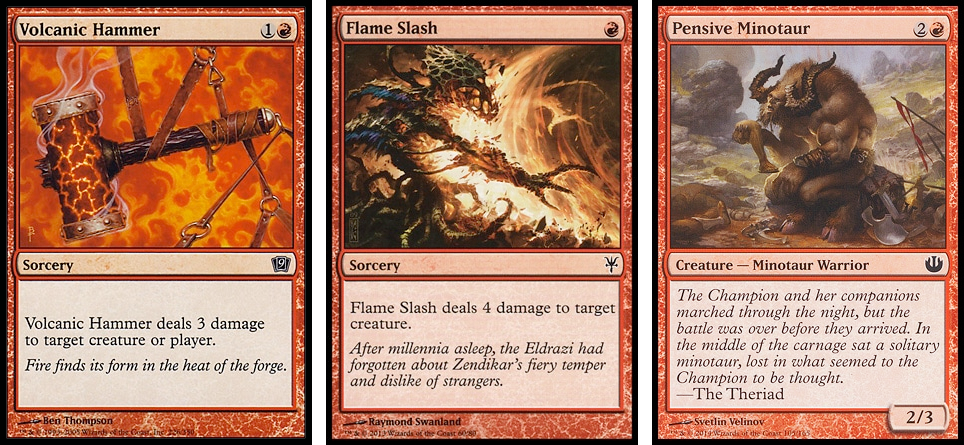 Volcanic Hammer
1
Sorcery
9
Volcanic Hammer deals 3 damage
to target creature or player.
Fire finds its form in the heat of the forge.
Ben Thompson
Flame Slash
Sorcery
Flame Slash deals 4 damage to target
creature.
After millennia asleep, the Eldrazi had
forgotten about Zendikar's fiery temper
and dislike of strangers.
Raymond Swanland
Pensive Minotaur
2
Creature — Minotaur Warrior
The Champion and her companions
marched through the night, but the
battle was over before they arrived. In
the middle of the carnage sat a solitary
minotaur, lost in what seemed to the
Champion to be thought.
—The Theriad
2/3
Svetlin Velinov